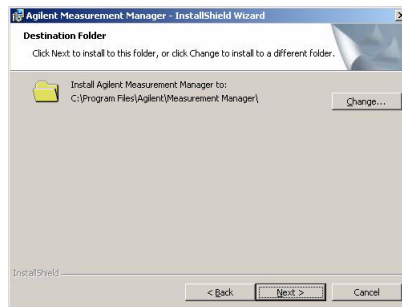 Agilent Measurement Manager - InstallShield Wizard
Destination Folder
Click Next to install to this folder, or click Change to install to a different folder.
Install Agilent Measurement Manager to:
C:\Program Files\Agilent\Measurement Manager\
Change...
InstallShield
< Back Next > Cancel